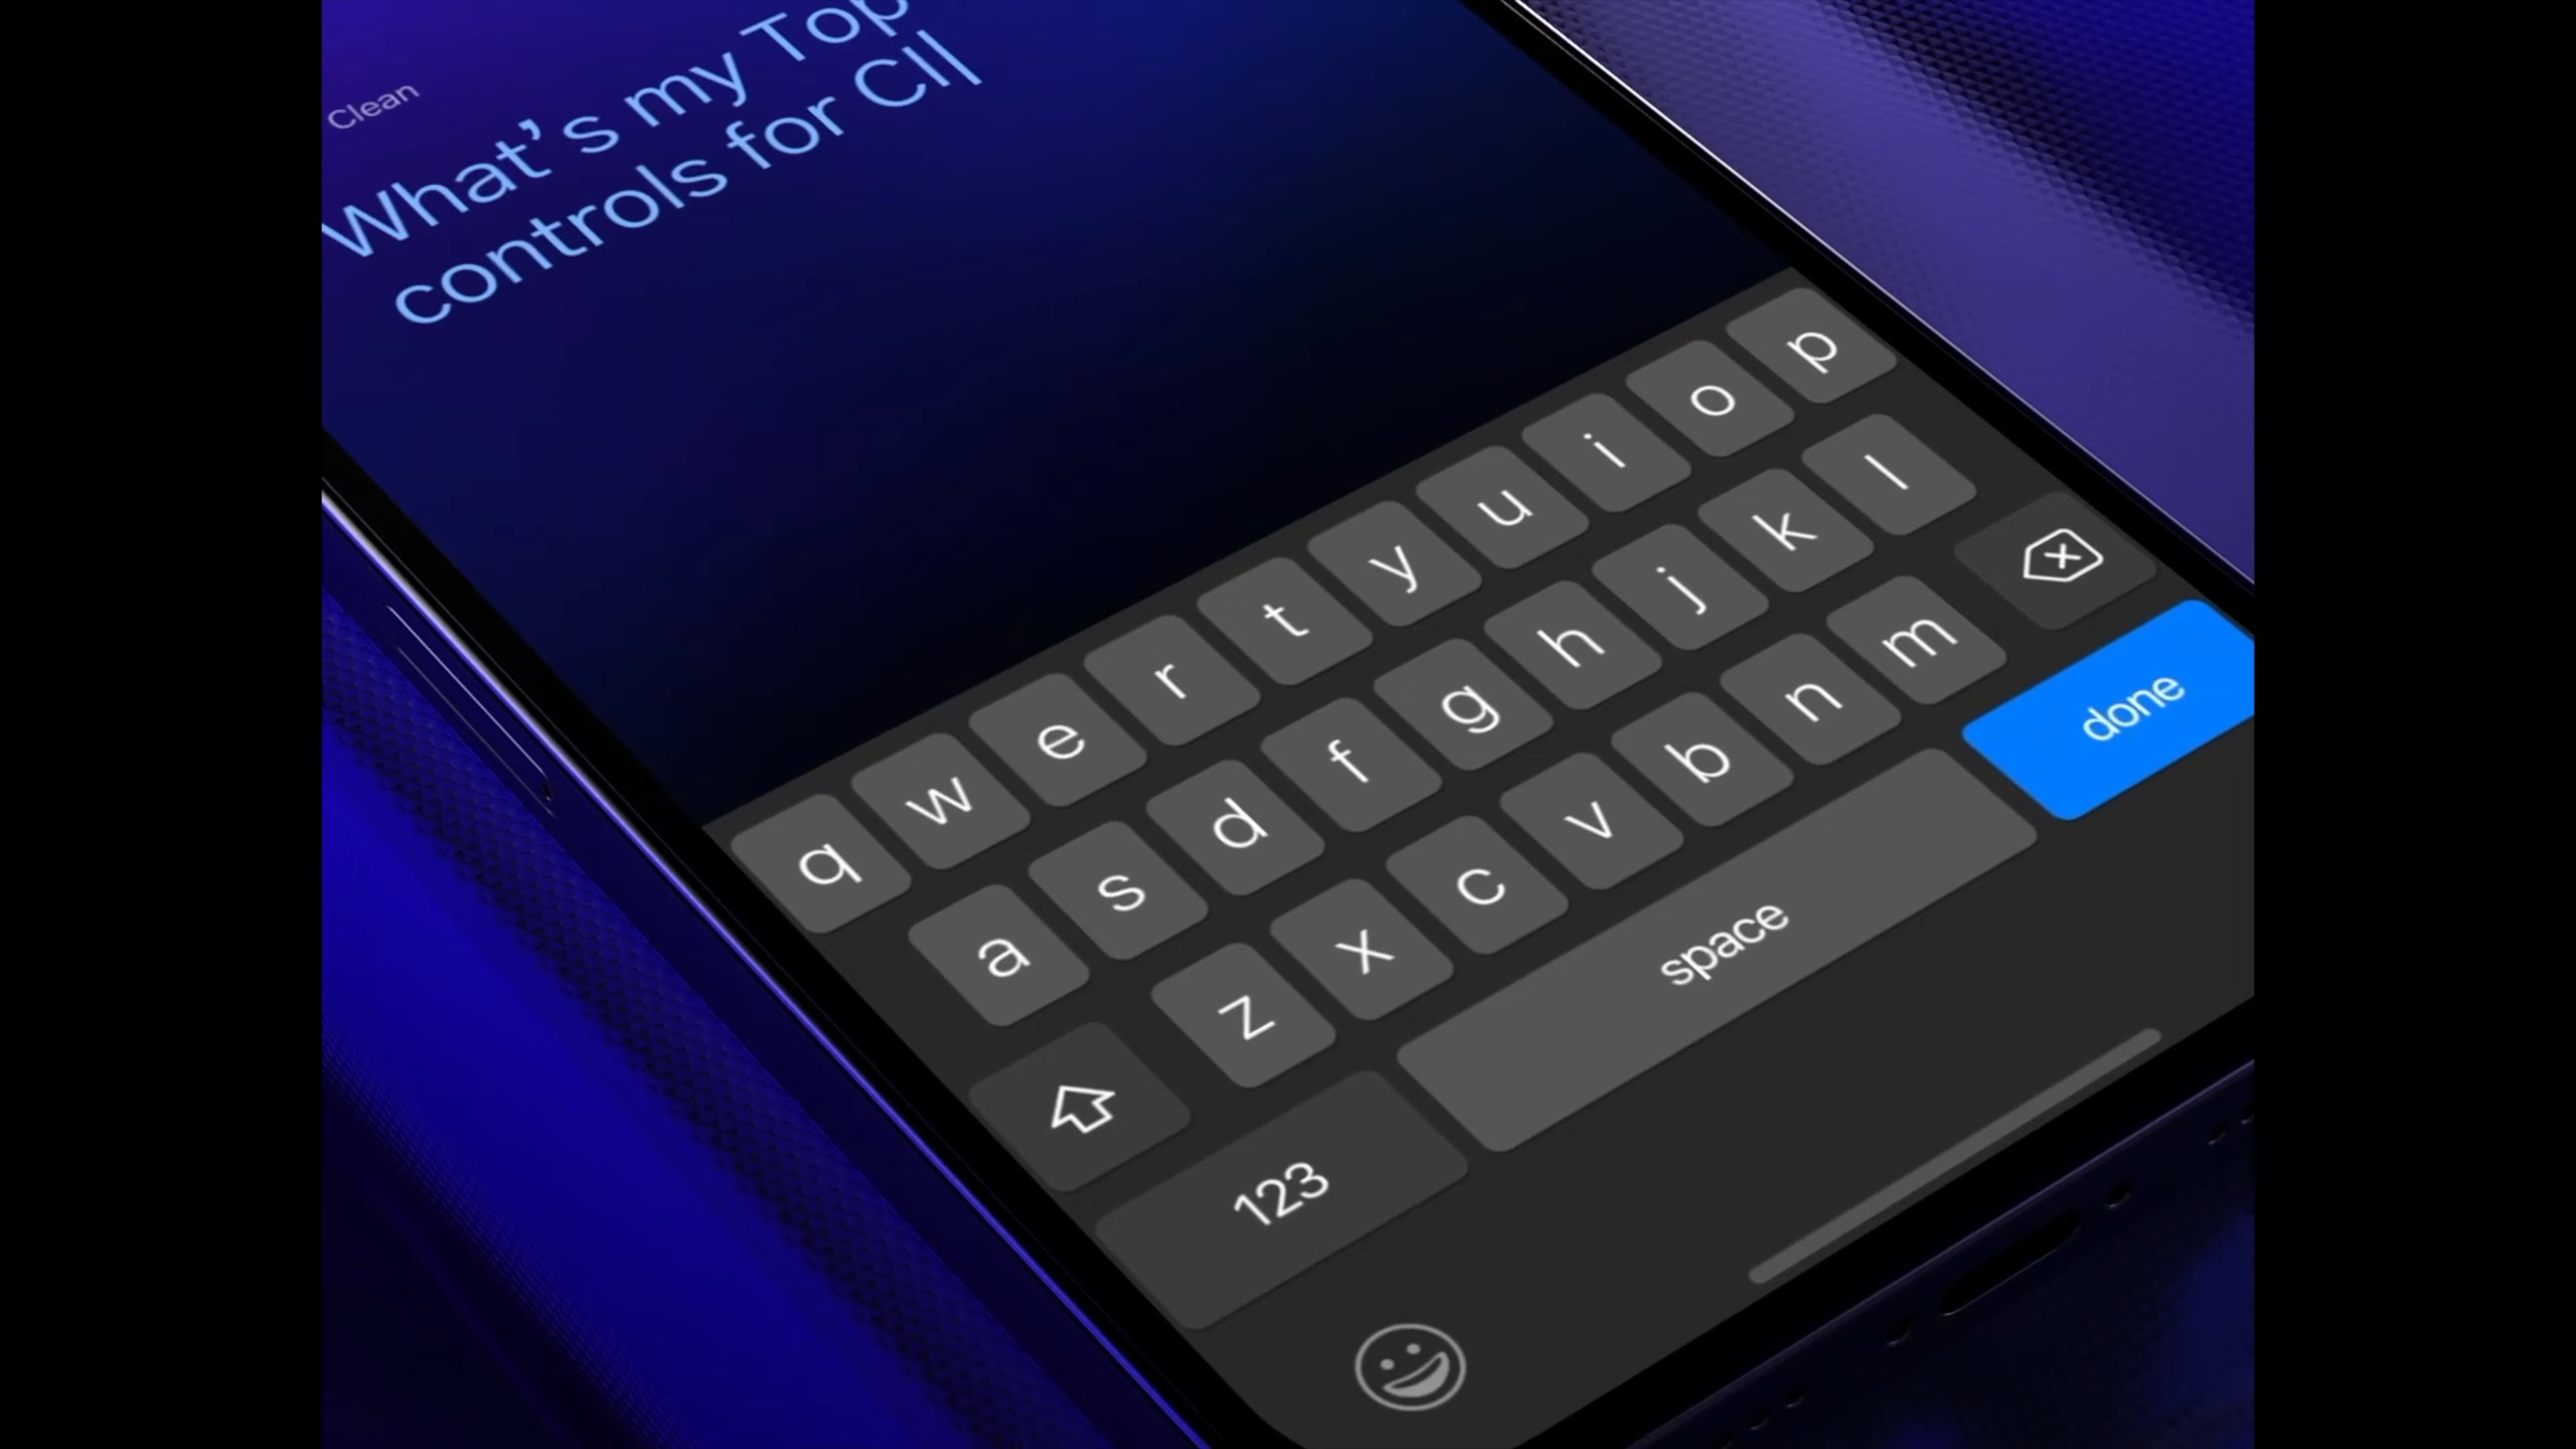 Clean
What's my Top
controls for CI
q w e r t y u i o p
a s d f g h j k l
z x c v b n m
123 space done